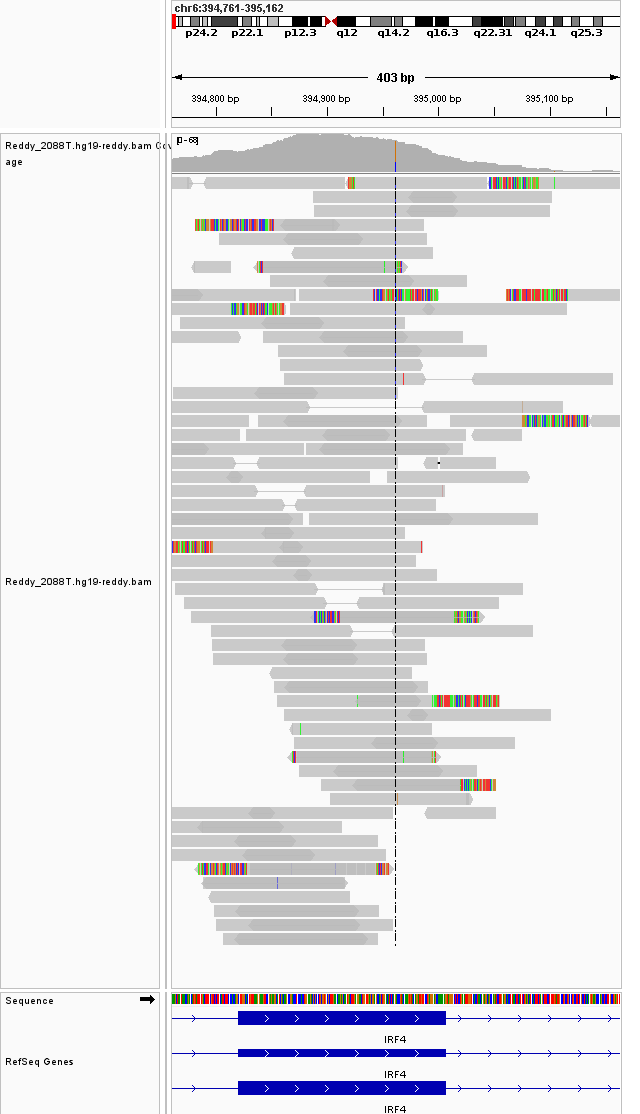 chr6:394,761-395,162
p24.2 p22.1 p12.3 q12 q14.2 q16.3 q22.31 q24.1 q25.3
403 bp
394,800 bp 394,900 bp 395,000 bp 395,100 bp
Reddy_2088T.hg19-reddy.bam Cov
age
[0-68]
Reddy_2088T.hg19-reddy.bam
Sequence
IRF4
RefSeq Genes
IRF4
IRF4